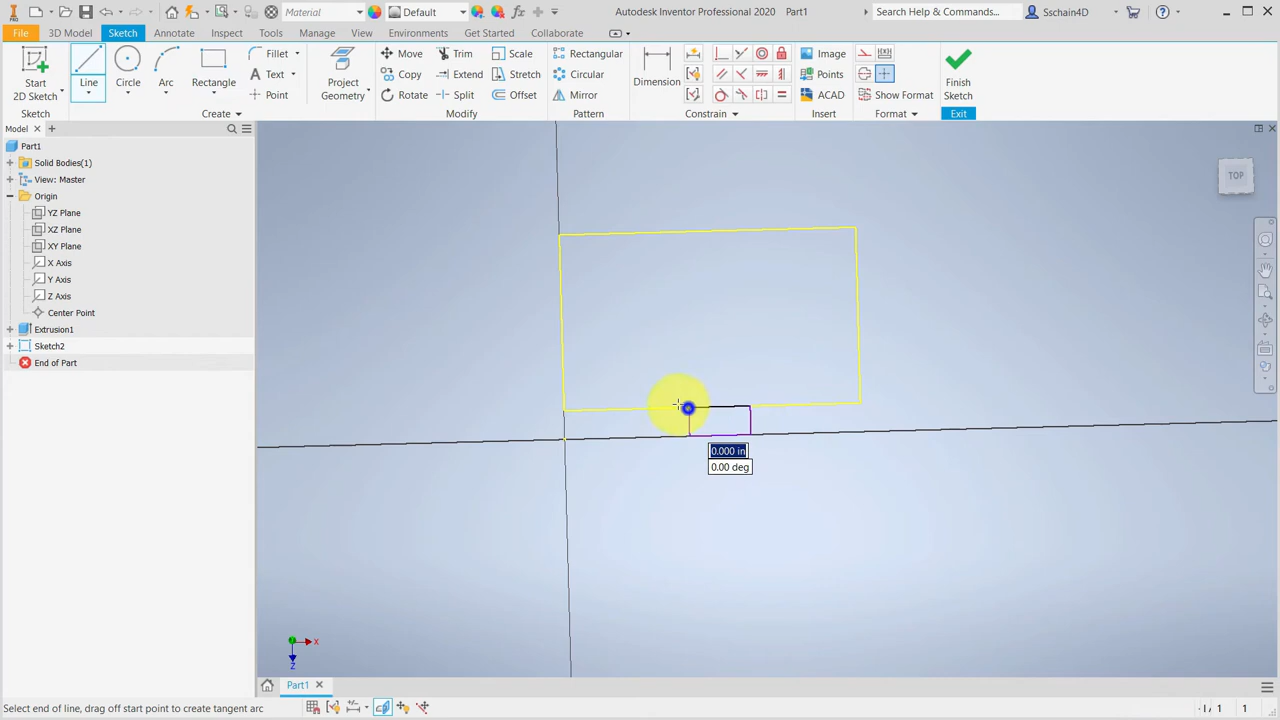 PRO
Material
Default
Autodesk Inventor Professional 2020 Part1
Search Help & Commands...
Sschain4D
File
Sketch
3D Model
Sketch
Annotate
Inspect
Tools
Manage
View
Environments
Get Started
Collaborate
Start
2D Sketch
Line
Circle
Arc
Rectangle
Fillet
Text
Point
Project
Geometry
Move
Copy
Rotate
Trim
Extend
Split
Scale
Stretch
Offset
Rectangular
Circular
Mirror
Dimension
Image
Points
ACAD
Show Format
Finish
Sketch
Sketch
Create
Modify
Pattern
Constrain
Insert
Format
Exit
Model
Part1
Solid Bodies(1)
View: Master
Origin
YZ Plane
XZ Plane
XY Plane
X Axis
Y Axis
Z Axis
Center Point
Extrusion1
Sketch2
End of Part
TOP
0.000 in
0.00 deg
X
Z
Part1
Select end of line, drag off start point to create tangent arc
1 1